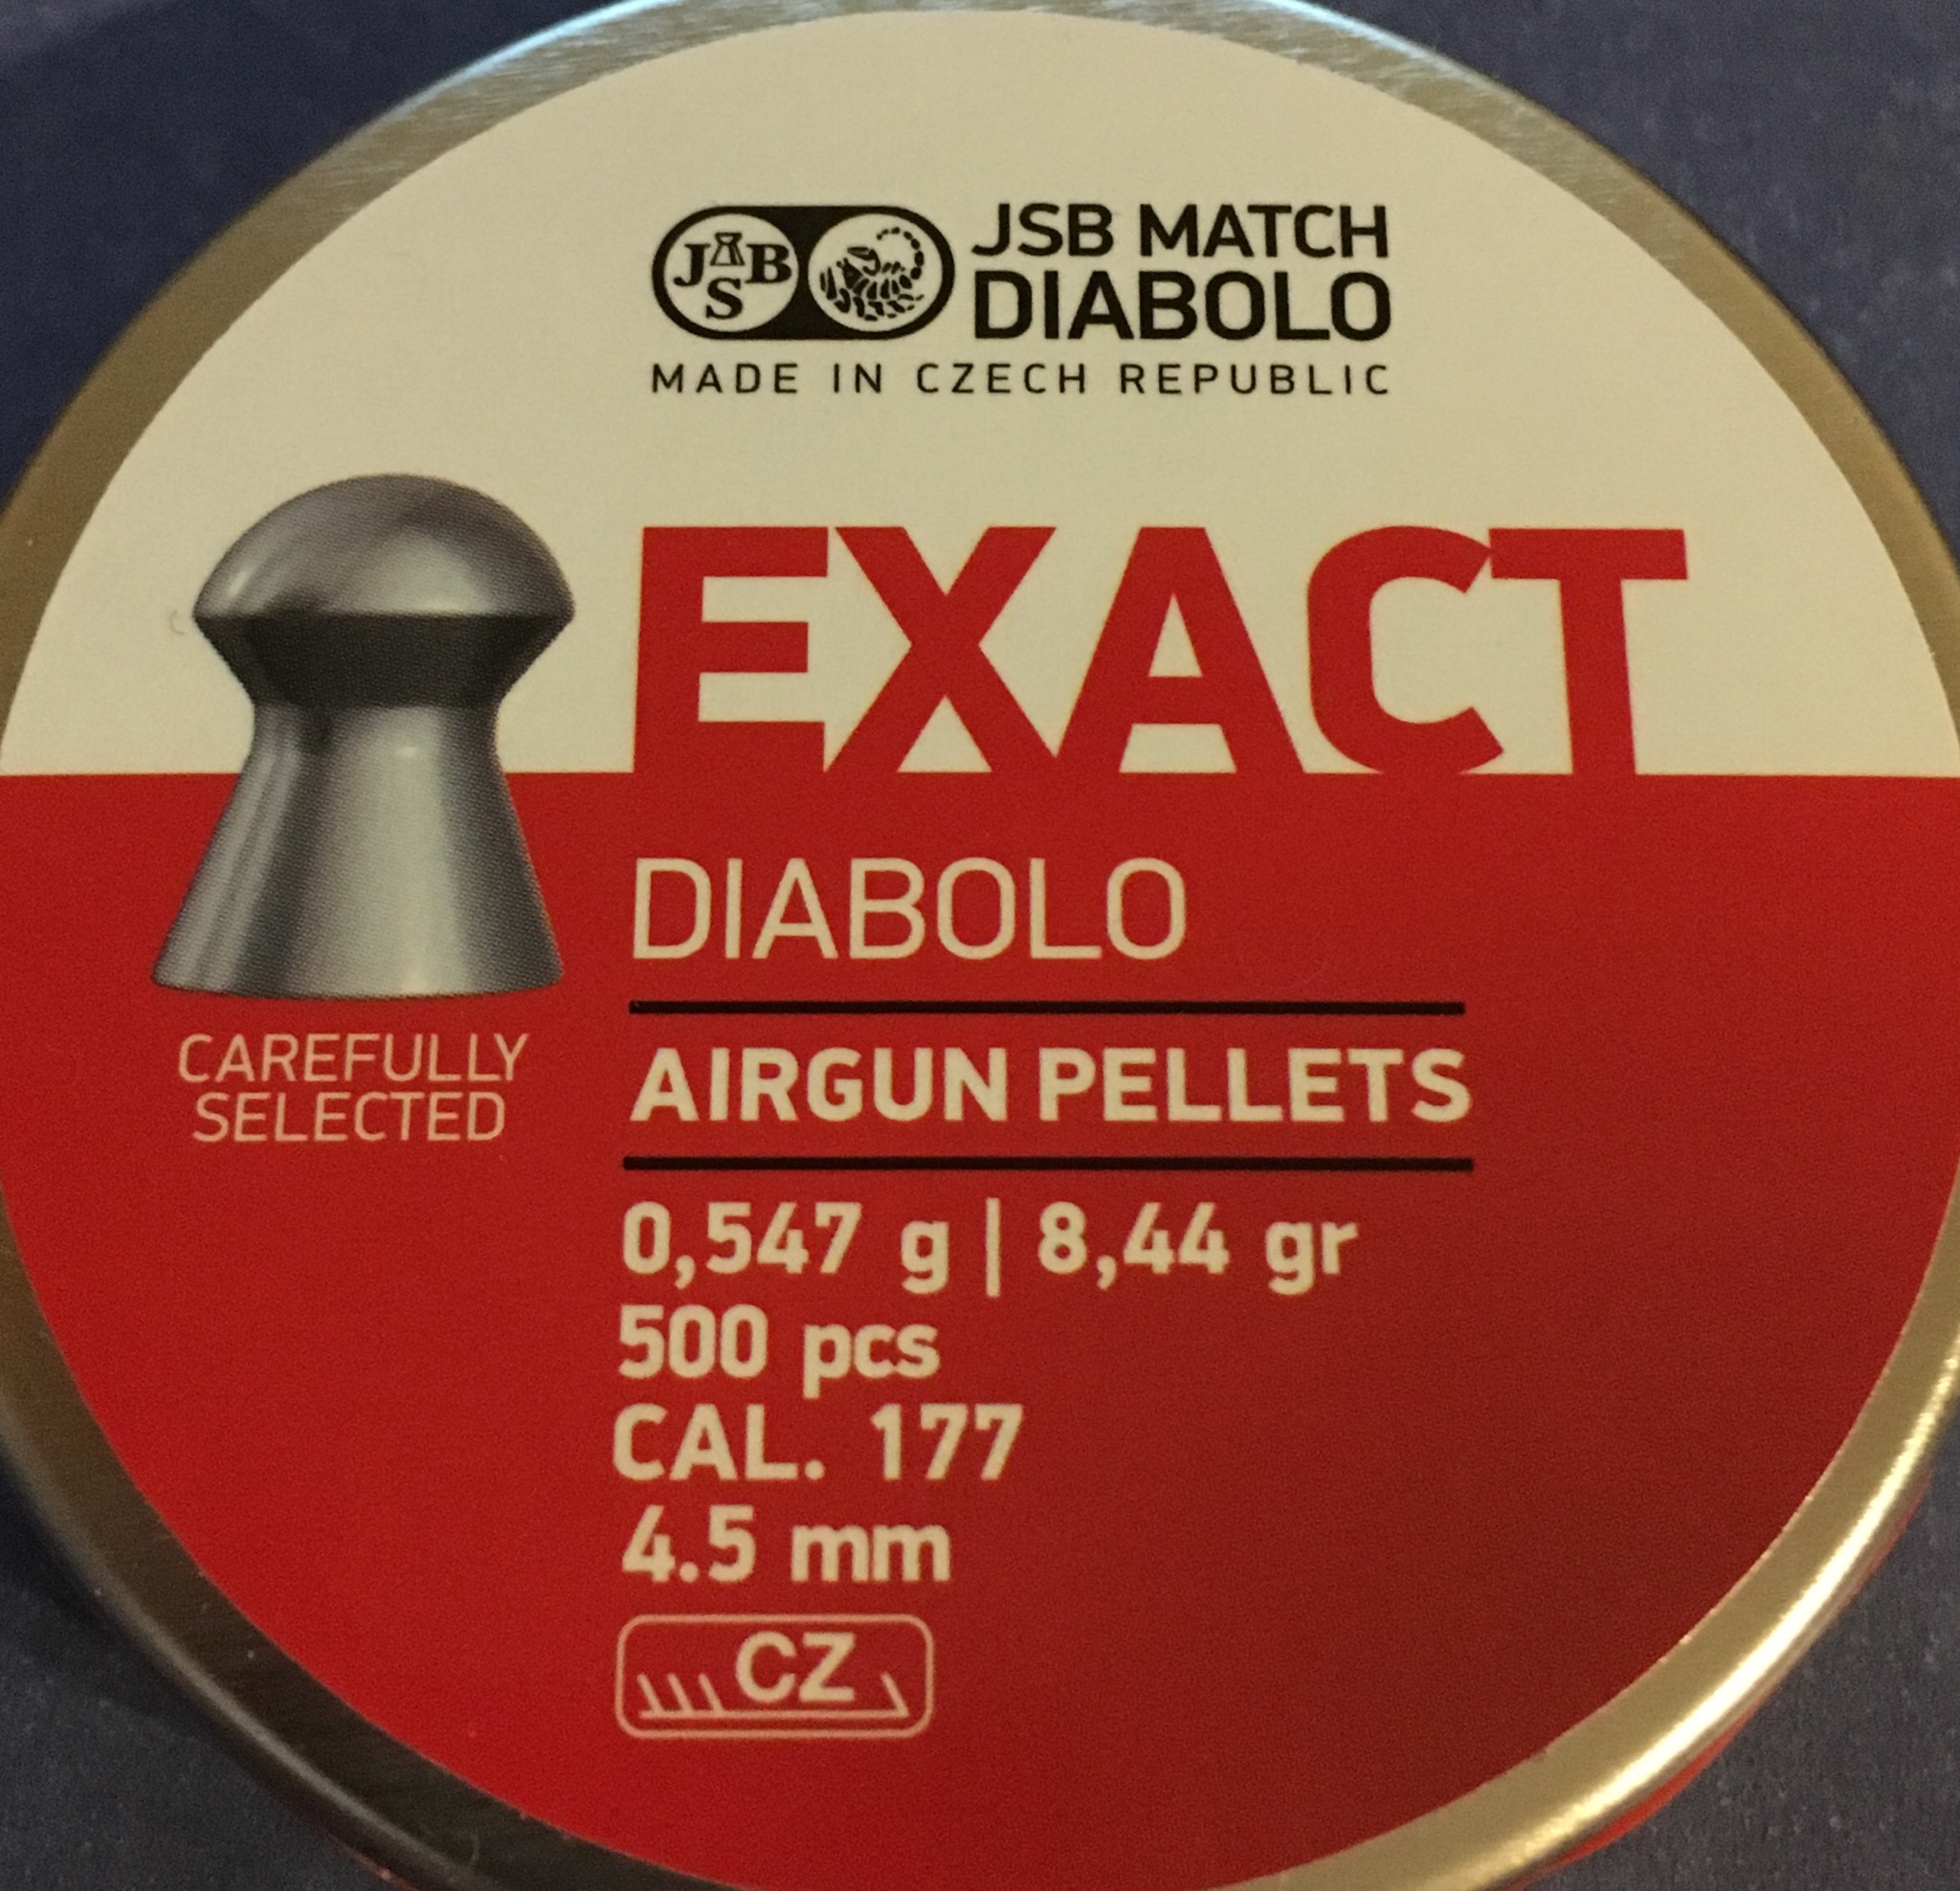 JSB
JSB MATCH
DIABOLO
MADE IN CZECH REPUBLIC
EXACT
DIABOLO
CAREFULLY
SELECTED
AIRGUN PELLETS
0,547 g | 8,44 gr
500 pcs
CAL. 177
4.5 mm
CZ